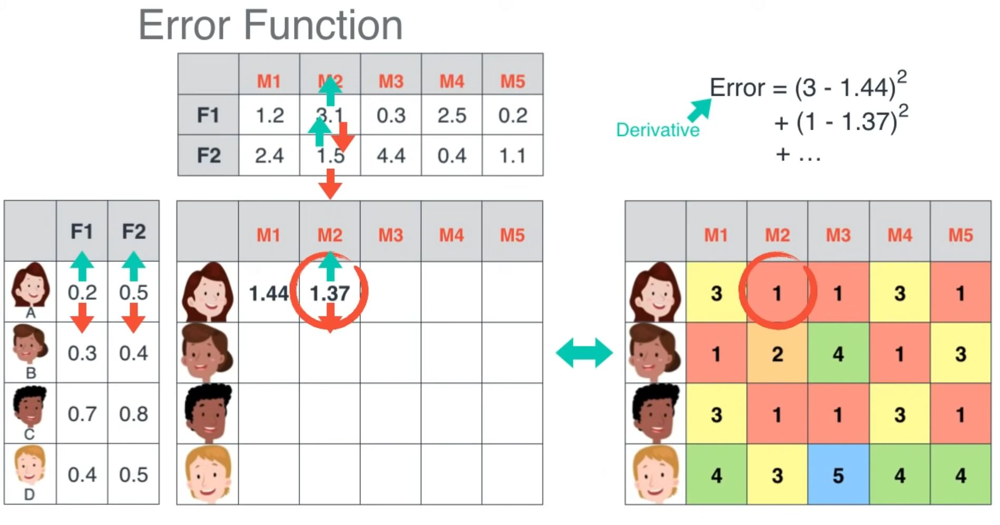 Error Function
M1 M2 M3 M4 M5
F1 1.2 3.1 0.3 2.5 0.2
F2 2.4 1.5 4.4 0.4 1.1
Error = (3 - 1.44)²
+ (1 - 1.37)²
+ …
Derivative
F1 F2
A 0.2 0.5
B 0.3 0.4
C 0.7 0.8
D 0.4 0.5
M1 M2 M3 M4 M5
1.44 1.37
M1 M2 M3 M4 M5
3 1 1 3 1
1 2 4 1 3
3 1 1 3 1
4 3 5 4 4